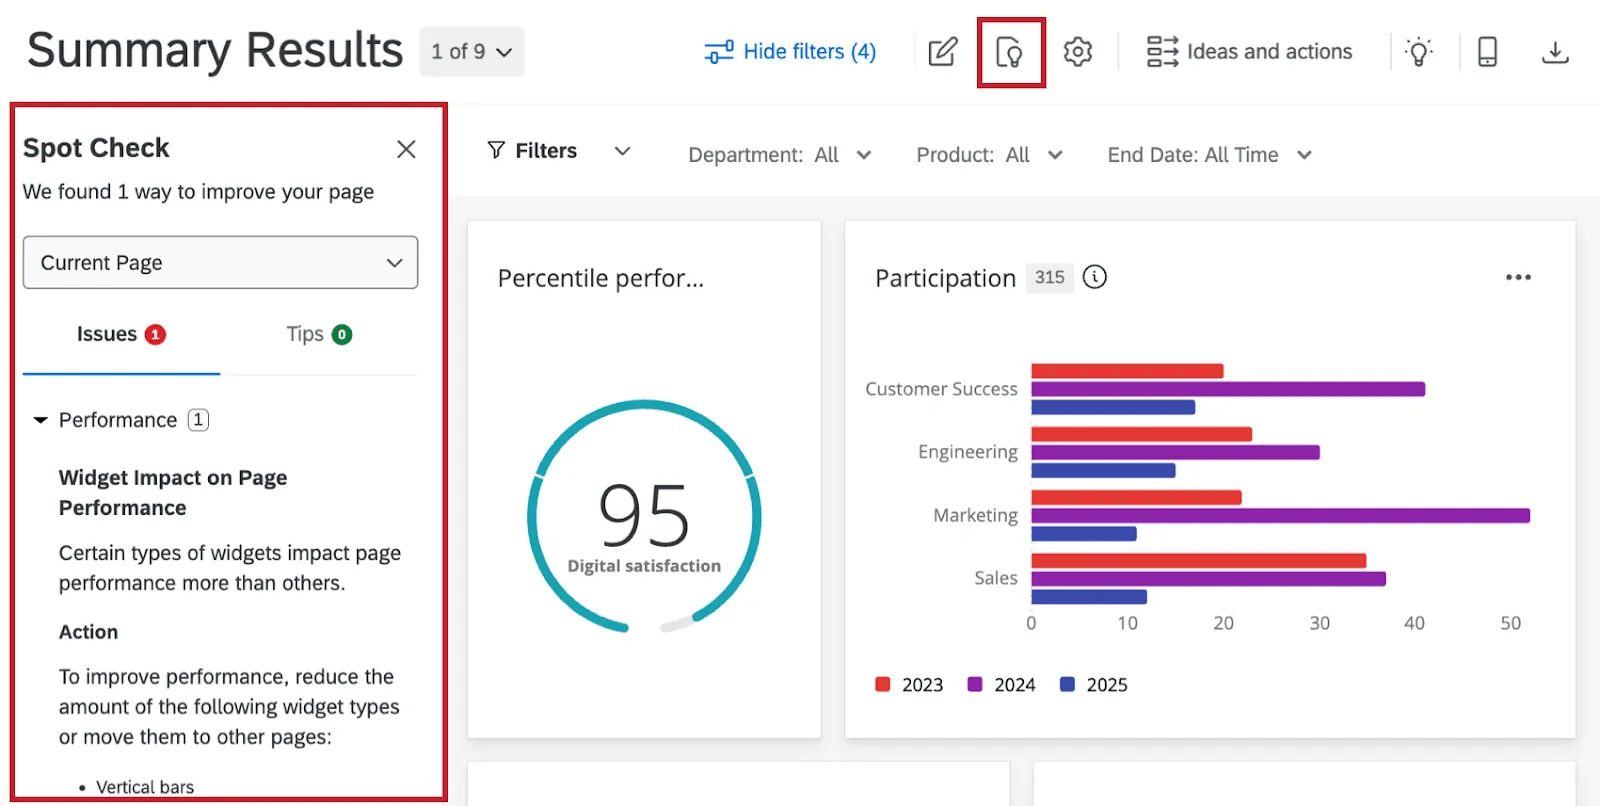 Summary Results
1 of 9
Hide filters (4)
Ideas and actions
Spot Check
We found 1 way to improve your page
Current Page
Issues 1
Tips 0
Performance 1
Widget Impact on Page
Performance
Certain types of widgets impact page
performance more than others.
Action
To improve performance, reduce the
amount of the following widget types
or move them to other pages:
• Vertical bars
Filters
Department: All
Product: All
End Date: All Time
Percentile perfor...
95
Digital satisfaction
Participation 315
Customer Success
Engineering
Marketing
Sales
0 10 20 30 40 50
2023 2024 2025